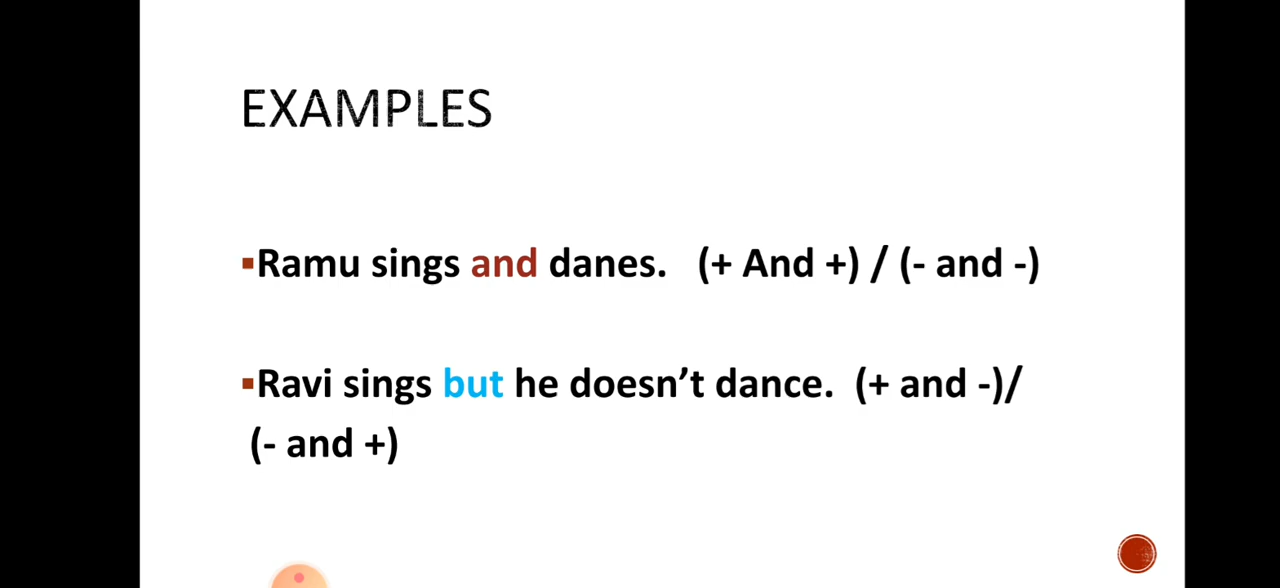 EXAMPLES
▪Ramu sings and danes. (+ And +) / (- and -)
▪Ravi sings but he doesn’t dance. (+ and -)/
(- and +)